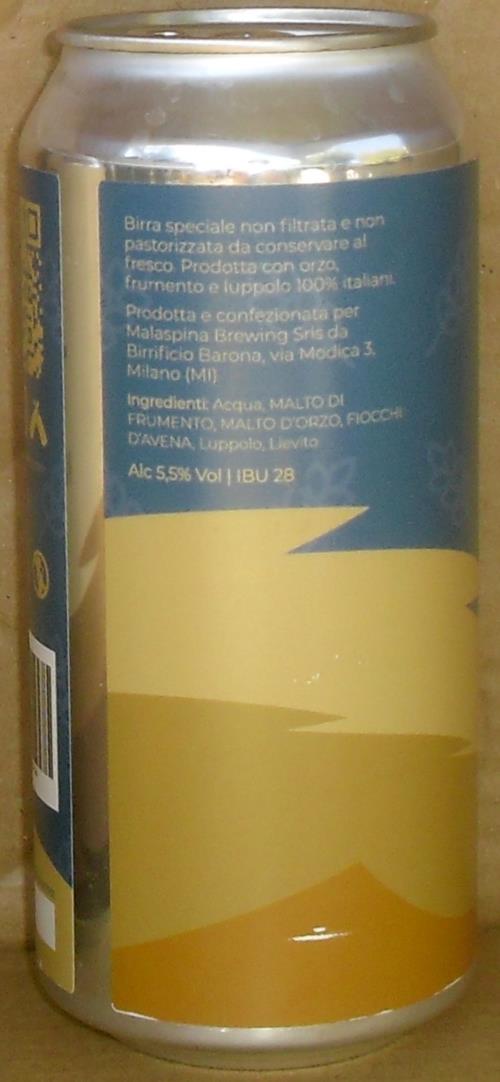 Birra speciale non filtrata e non
pastorizzata da conservare al
fresco. Prodotta con orzo,
frumento e luppolo 100% italiani.
Prodotta e confezionata per
Malaspina Brewing Srls da
Birrificio Barona, via Modica 3,
Milano (MI)
Ingredienti: Acqua, MALTO DI
FRUMENTO, MALTO D'ORZO, FIOCCHI
D'AVENA, Luppolo, Lievito
Alc 5,5% Vol | IBU 28